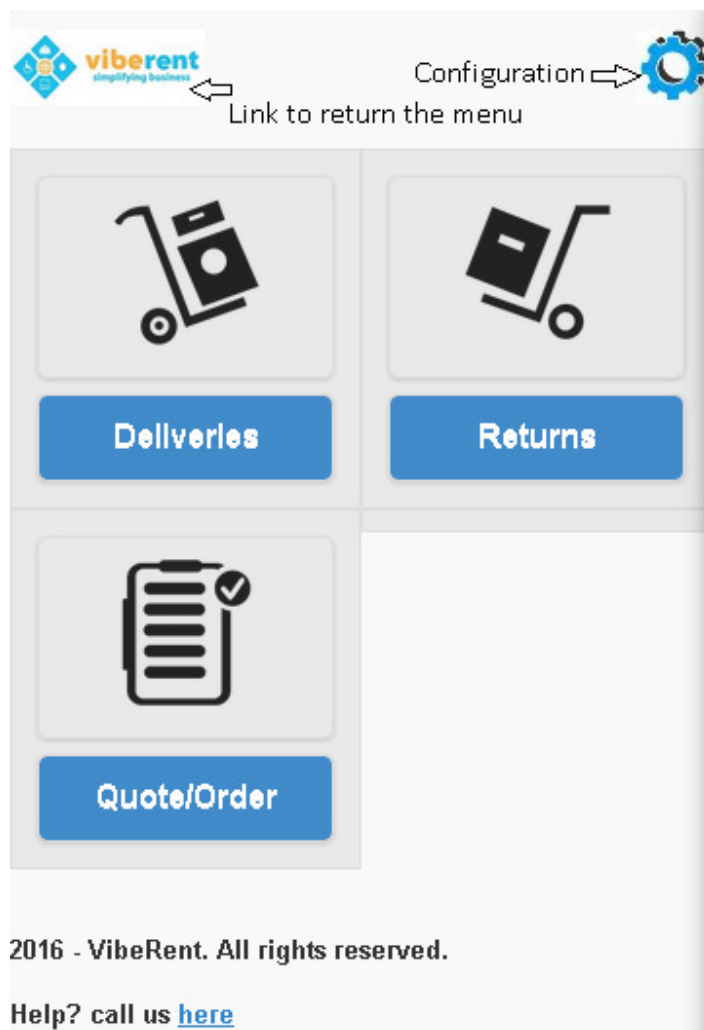 viberent
simplifying business
Configuration
Link to return the menu
Deliveries
Returns
Quote/Order
2016 - VibeRent. All rights reserved.
Help? call us here